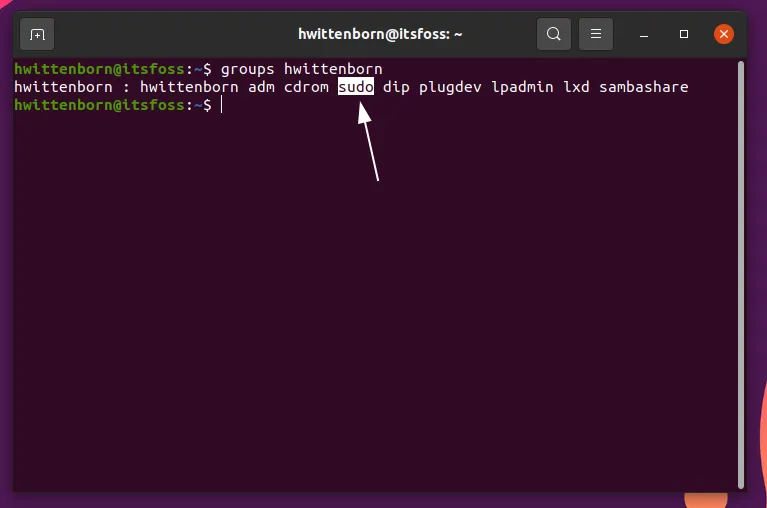 hwittenborn@itsfoss: ~
hwittenborn@itsfoss:~$ groups hwittenborn
hwittenborn : hwittenborn adm cdrom sudo dip plugdev lpadmin lxd sambashare
hwittenborn@itsfoss:~$